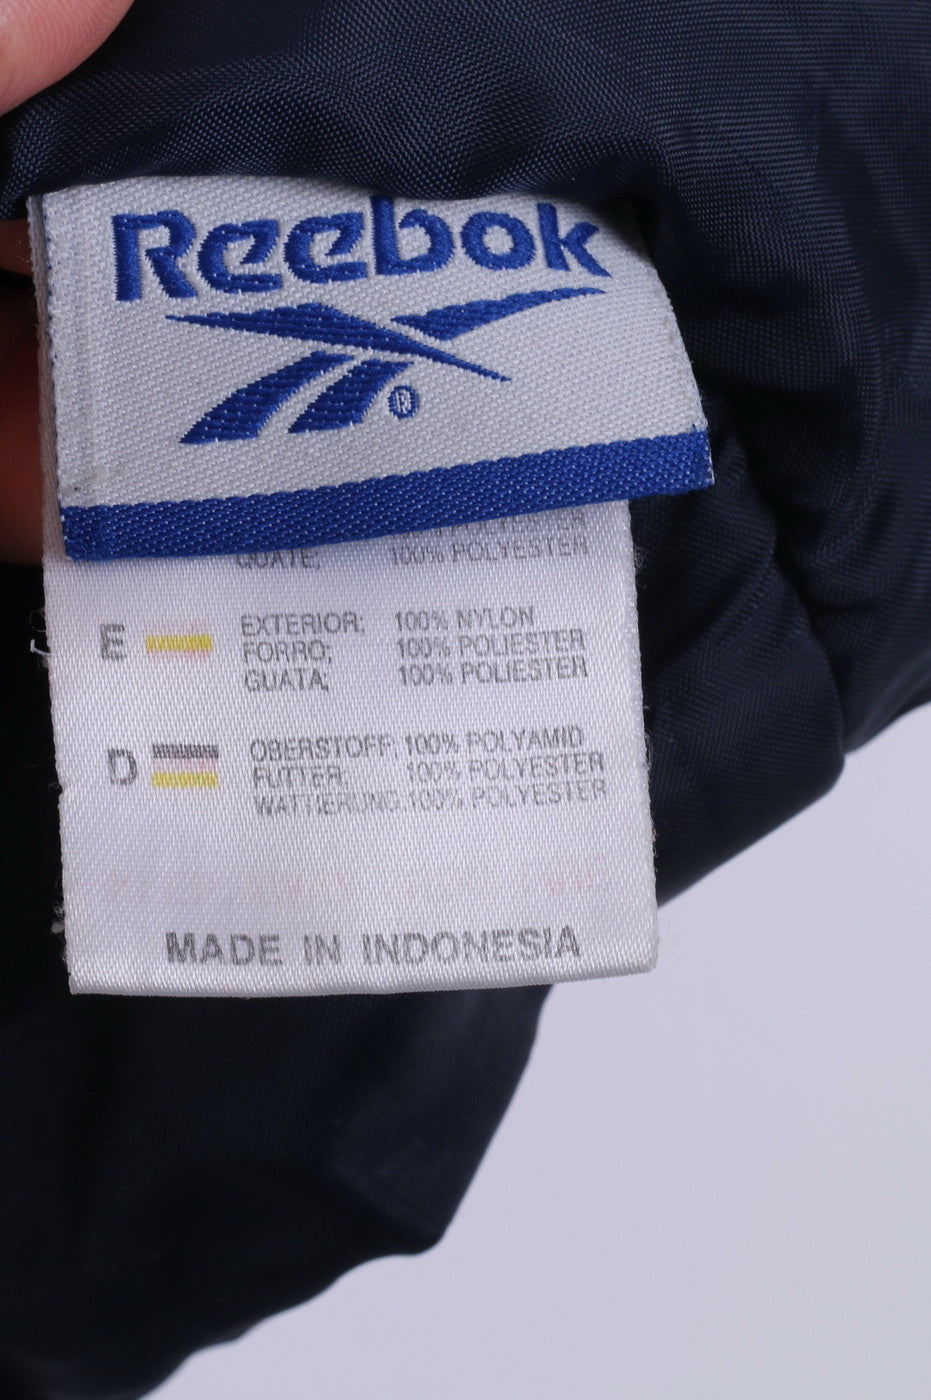 Reebok
®
QUATE; 100% POLYESTER
E EXTERIOR; 100% NYLON
FORRO; 100% POLIESTER
GUATA; 100% POLIESTER
D OBERSTOFF; 100% POLYAMID
FUTTER; 100% POLYESTER
WATTIERUNG 100% POLYESTER
MADE IN INDONESIA